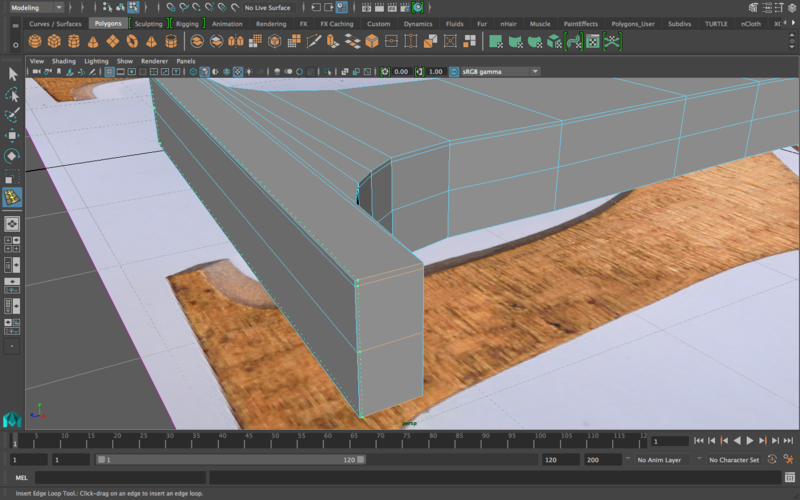 Modeling
No Live Surface
Curves / Surfaces Polygons Sculpting Rigging Animation Rendering FX FX Caching Custom Dynamics Fluids Fur nHair Muscle PaintEffects Polygons_User Subdivs TURTLE nCloth
View Shading Lighting Show Renderer Panels
0.00 1.00 sRGB gamma
persp
1 5 10 15 20 25 30 35 40 45 50 55 60 65 70 75 80 85 90 95 100 105 110 115 12 1
1 1 1 120 120 200 No Anim Layer No Character Set
MEL
Insert Edge Loop Tool: Click-drag on an edge to insert an edge loop.